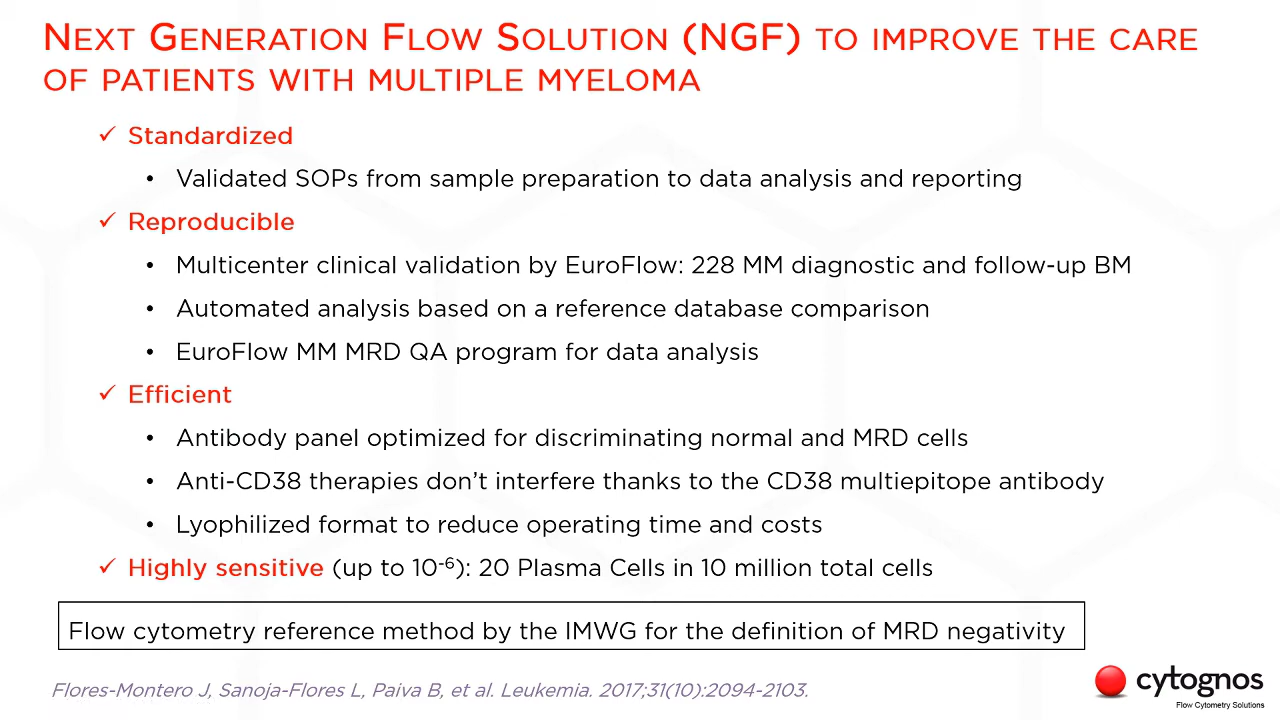 NEXT GENERATION FLOW SOLUTION (NGF) TO IMPROVE THE CARE
OF PATIENTS WITH MULTIPLE MYELOMA
✓ Standardized
• Validated SOPs from sample preparation to data analysis and reporting
✓ Reproducible
• Multicenter clinical validation by EuroFlow: 228 MM diagnostic and follow-up BM
• Automated analysis based on a reference database comparison
• EuroFlow MM MRD QA program for data analysis
✓ Efficient
• Antibody panel optimized for discriminating normal and MRD cells
• Anti-CD38 therapies don't interfere thanks to the CD38 multiepitope antibody
• Lyophilized format to reduce operating time and costs
✓ Highly sensitive (up to 10⁻⁶): 20 Plasma Cells in 10 million total cells
Flow cytometry reference method by the IMWG for the definition of MRD negativity
Flores-Montero J, Sanoja-Flores L, Paiva B, et al. Leukemia. 2017;31(10):2094-2103.
cytognos
Flow Cytometry Solutions